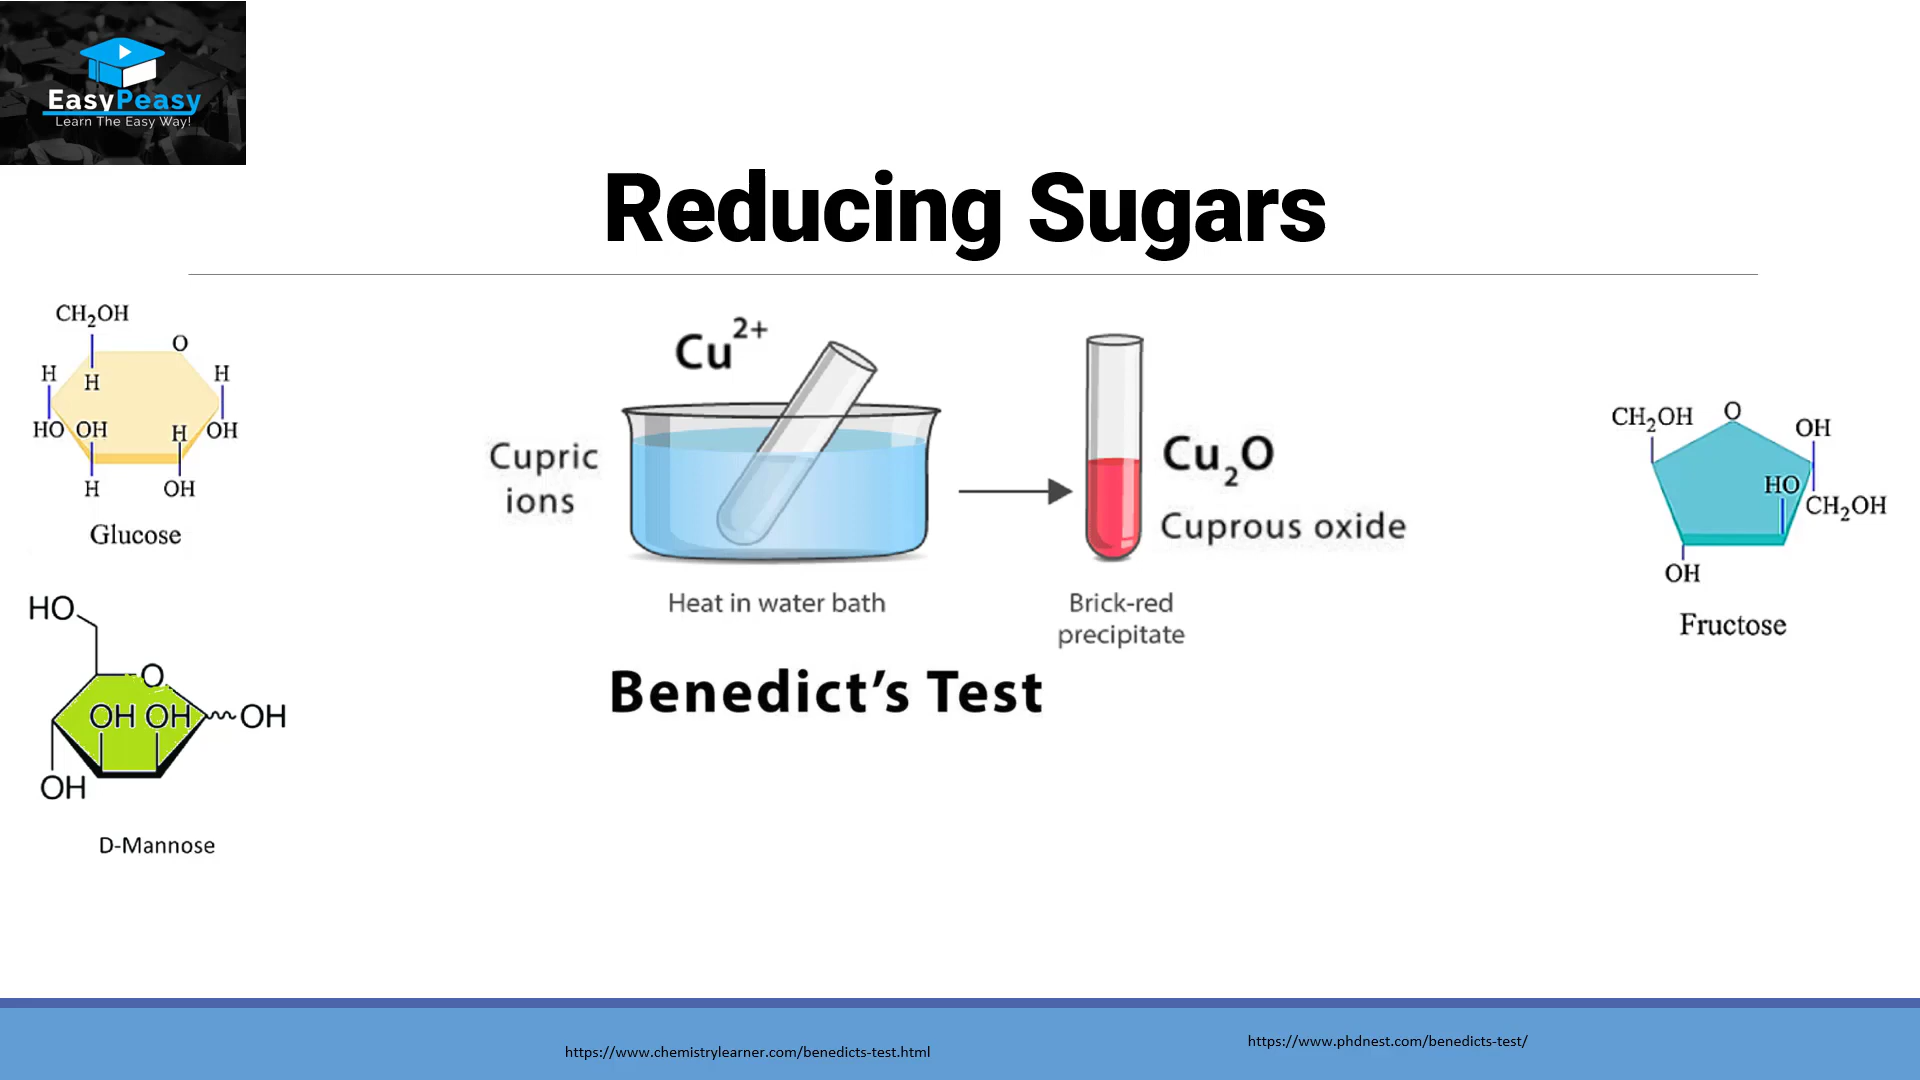 EasyPeasy
Learn The Easy Way!
Reducing Sugars
CH₂OH
O
H
H
H
HO
OH
H
OH
H
OH
Glucose
HO
O
OH
OH
OH
OH
D-Mannose
Cu²⁺
Cupric
ions
Heat in water bath
Cu₂O
Cuprous oxide
Brick-red
precipitate
Benedict’s Test
CH₂OH
O
OH
HO
CH₂OH
OH
Fructose
https://www.chemistrylearner.com/benedicts-test.html
https://www.phdnest.com/benedicts-test/